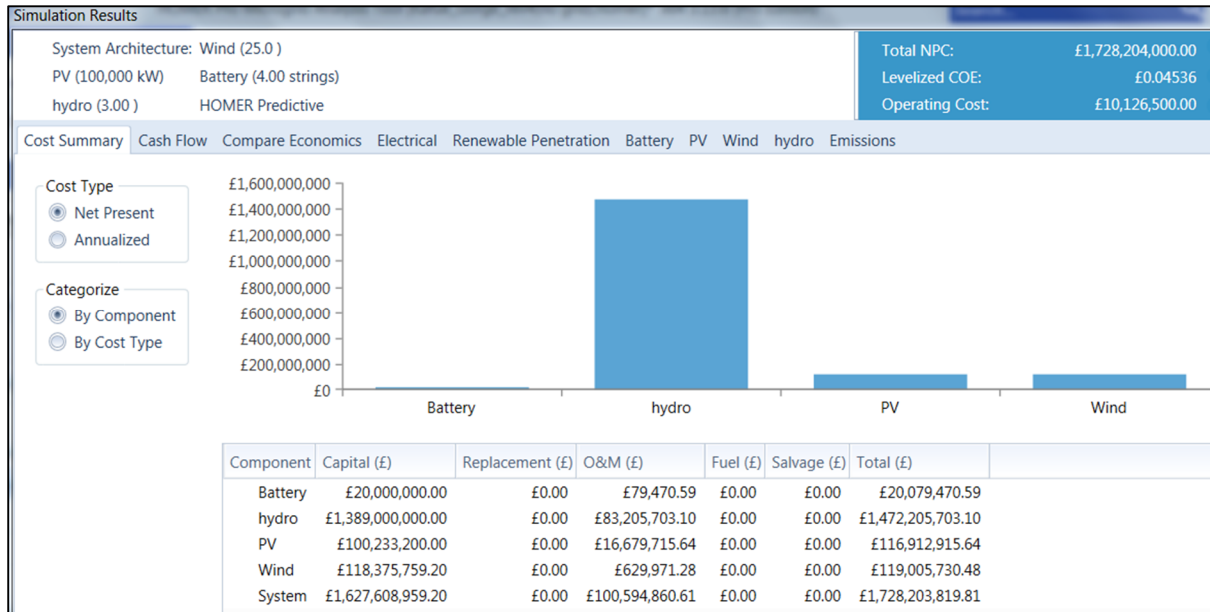 Simulation Results
System Architecture: Wind (25.0 )
PV (100,000 kW) Battery (4.00 strings)
hydro (3.00 ) HOMER Predictive
Total NPC: £1,728,204,000.00
Levelized COE: £0.04536
Operating Cost: £10,126,500.00
Cost Summary Cash Flow Compare Economics Electrical Renewable Penetration Battery PV Wind hydro Emissions
Cost Type
Net Present
Annualized
Categorize
By Component
By Cost Type
£1,600,000,000
£1,400,000,000
£1,200,000,000
£1,000,000,000
£800,000,000
£600,000,000
£400,000,000
£200,000,000
£0
Battery hydro PV Wind
Component Capital (£) Replacement (£) O&M (£) Fuel (£) Salvage (£) Total (£)
Battery £20,000,000.00 £0.00 £79,470.59 £0.00 £0.00 £20,079,470.59
hydro £1,389,000,000.00 £0.00 £83,205,703.10 £0.00 £0.00 £1,472,205,703.10
PV £100,233,200.00 £0.00 £16,679,715.64 £0.00 £0.00 £116,912,915.64
Wind £118,375,759.20 £0.00 £629,971.28 £0.00 £0.00 £119,005,730.48
System £1,627,608,959.20 £0.00 £100,594,860.61 £0.00 £0.00 £1,728,203,819.81